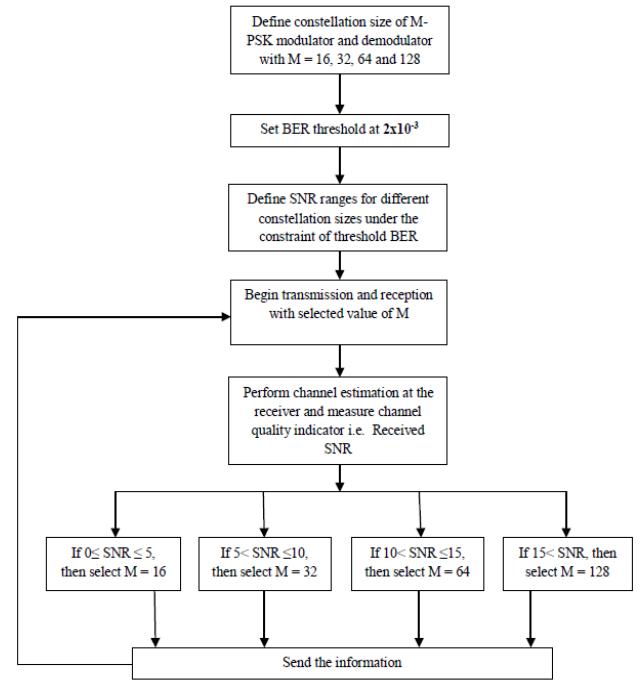 Define constellation size of M-
PSK modulator and demodulator
with M = 16, 32, 64 and 128
Set BER threshold at 2x10⁻³
Define SNR ranges for different
constellation sizes under the
constraint of threshold BER
Begin transmission and reception
with selected value of M
Perform channel estimation at the
receiver and measure channel
quality indicator i.e. Received
SNR
If 0≤ SNR ≤ 5,
then select M = 16
If 5< SNR ≤10,
then select M = 32
If 10< SNR ≤15,
then select M = 64
If 15< SNR, then
select M = 128
Send the information